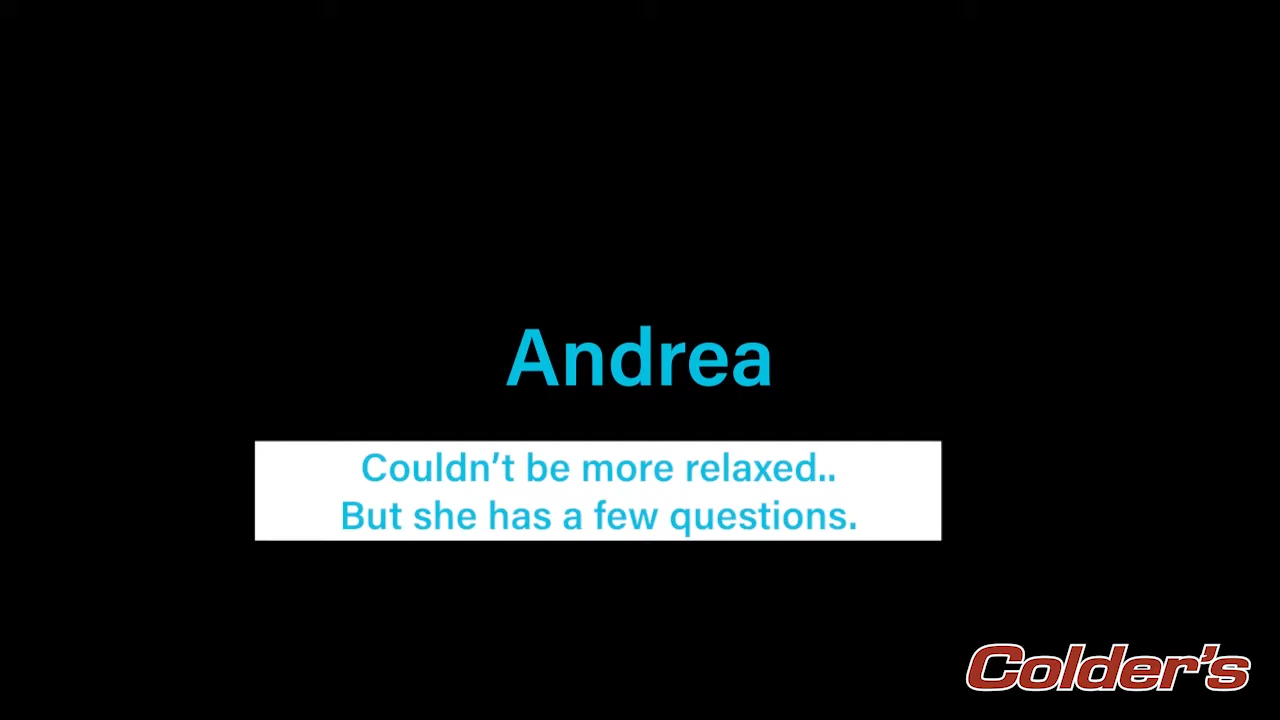 Andrea
Couldn’t be more relaxed..
But she has a few questions.
Colder’s